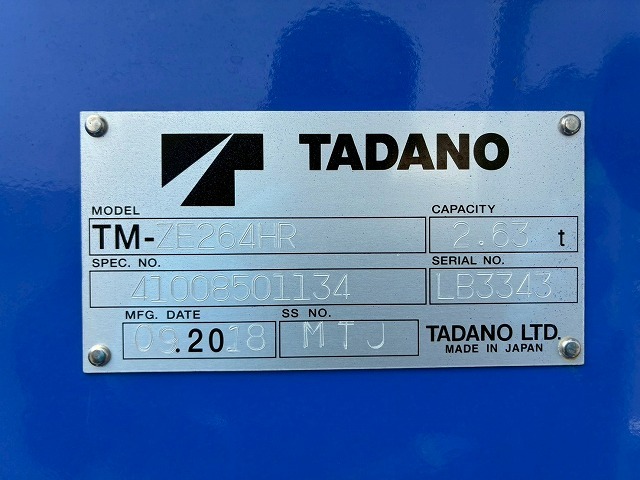 TADANO
MODEL
TM-ZE264HR
CAPACITY
2.63 t
SPEC. NO.
41008501134
SERIAL NO.
LB3343
MFG. DATE
09.2018
SS NO.
MTJ
TADANO LTD.
MADE IN JAPAN